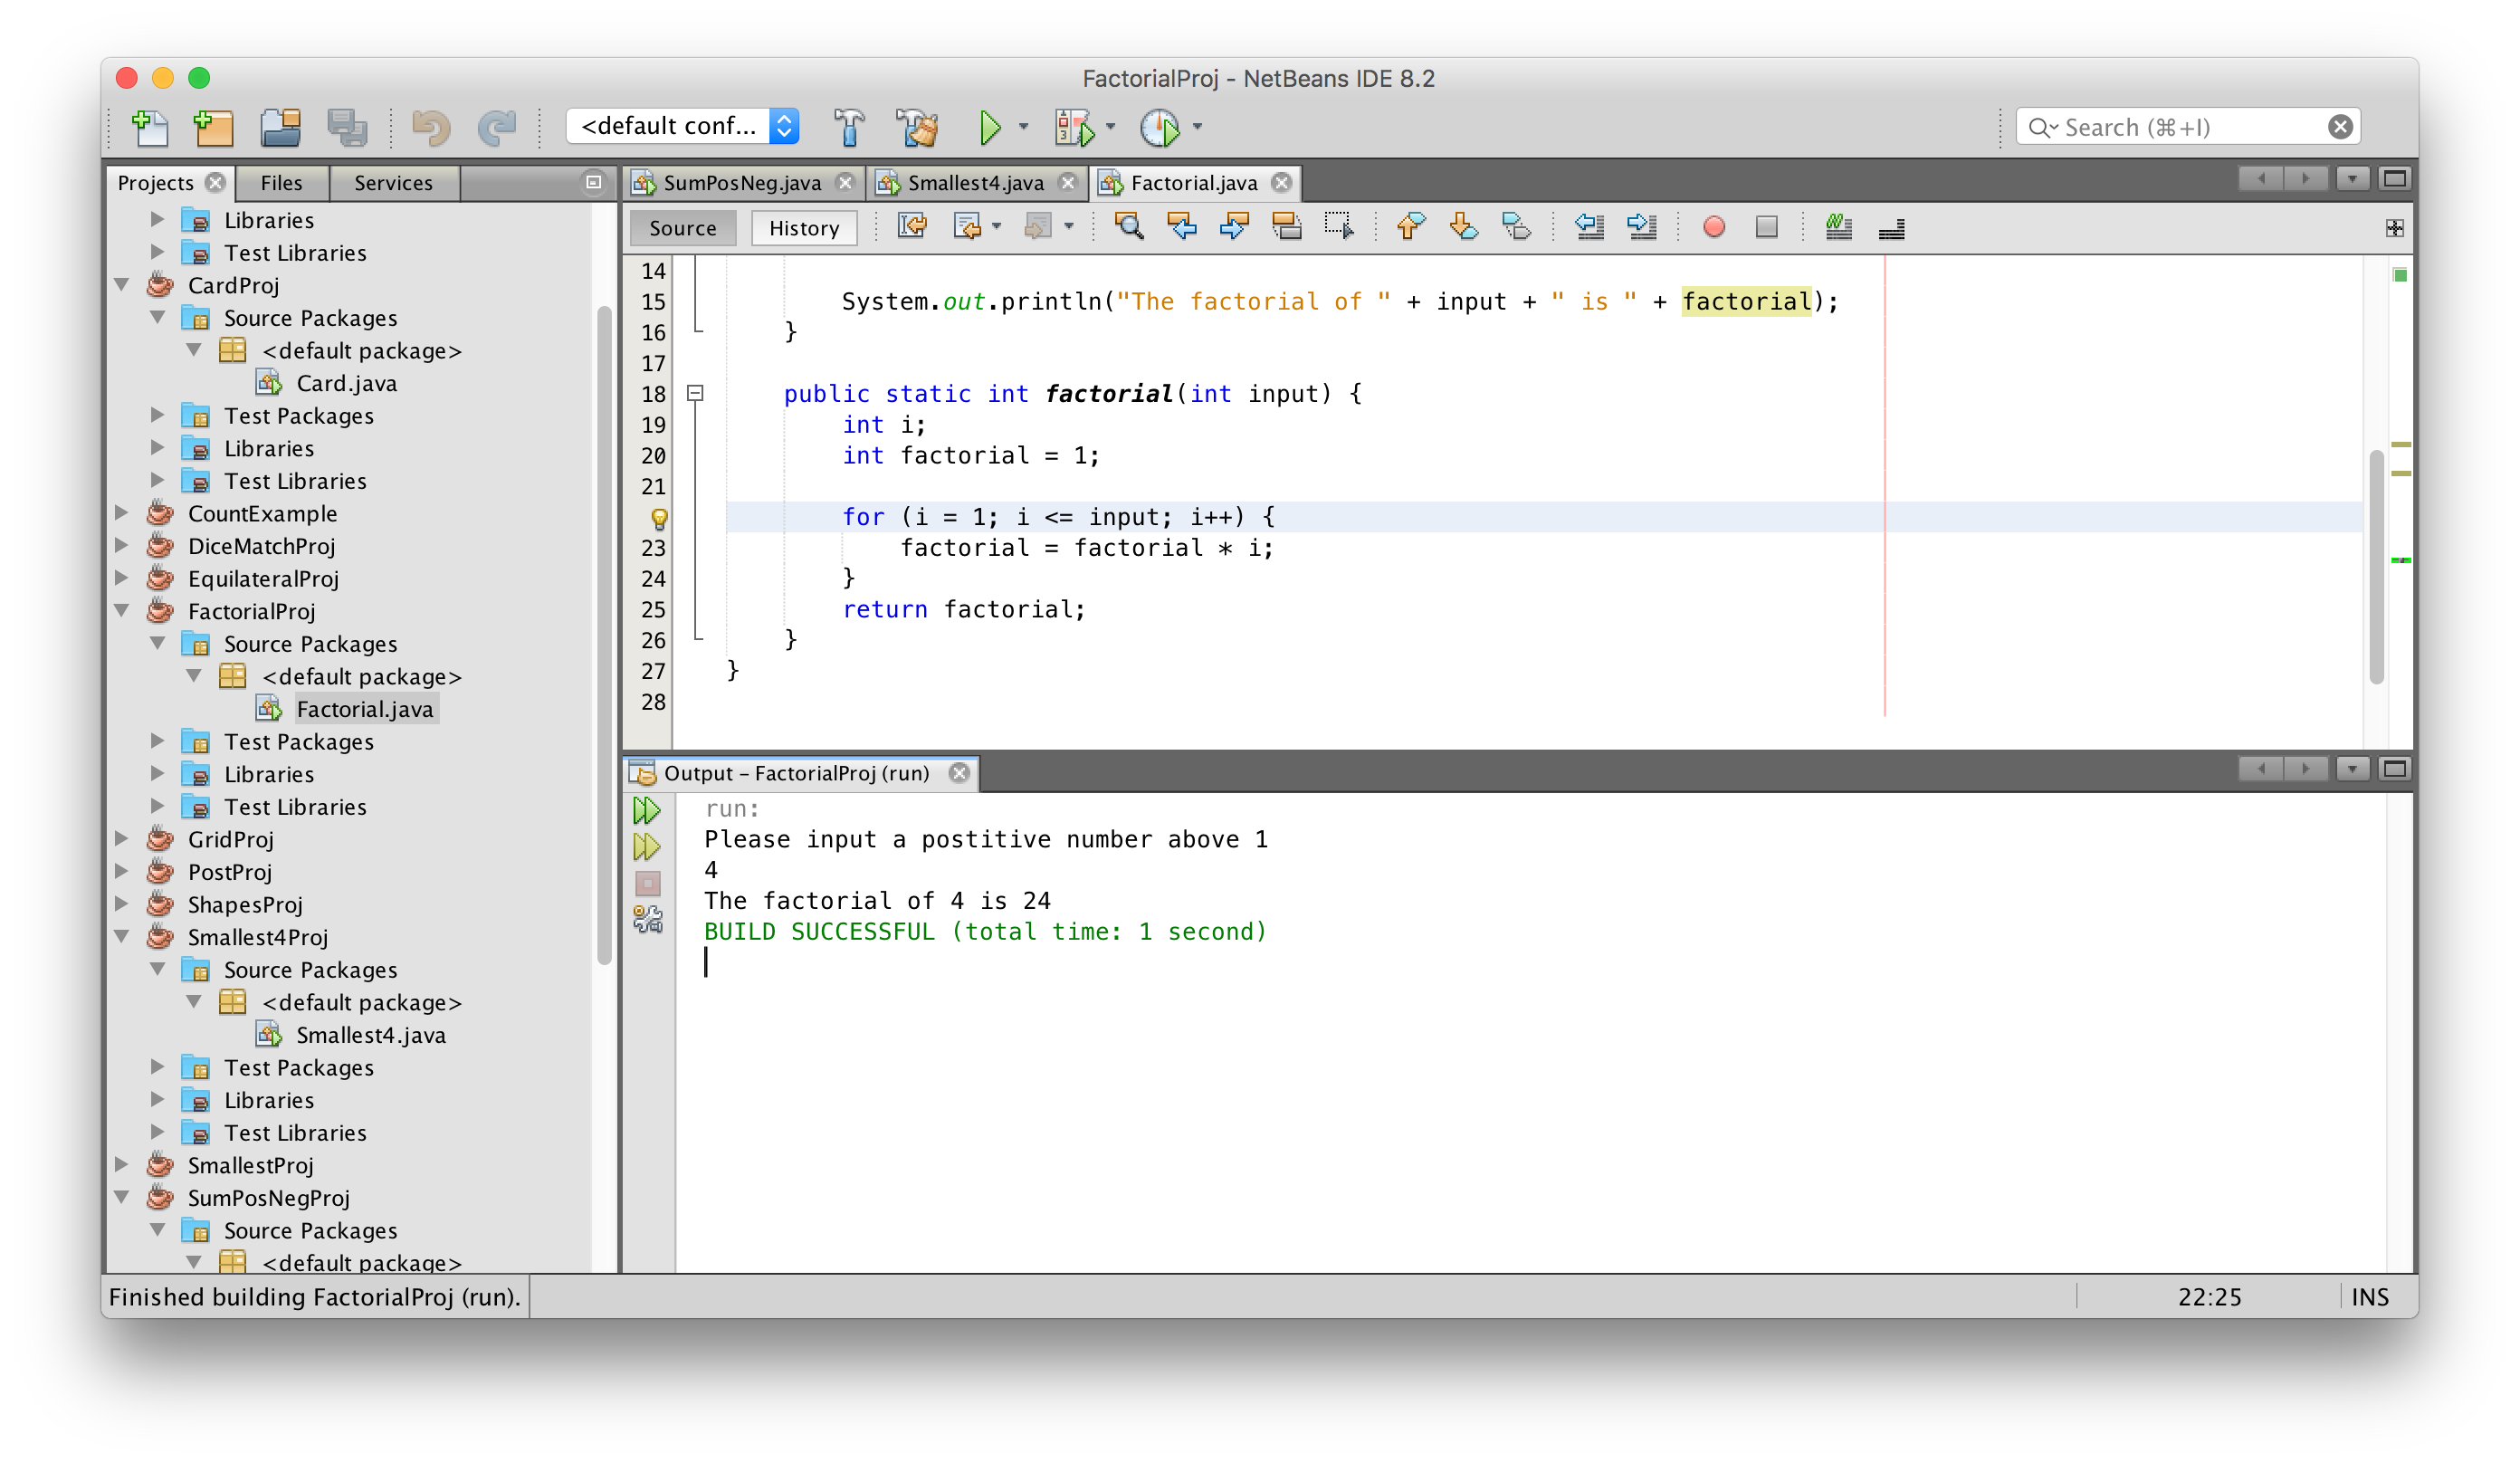 FactorialProj - NetBeans IDE 8.2
<default conf...
Search (⌘+I)
Projects
Files
Services
Libraries
Test Libraries
CardProj
Source Packages
<default package>
Card.java
Test Packages
Libraries
Test Libraries
CountExample
DiceMatchProj
EquilateralProj
FactorialProj
Source Packages
<default package>
Factorial.java
Test Packages
Libraries
Test Libraries
GridProj
PostProj
ShapesProj
Smallest4Proj
Source Packages
<default package>
Smallest4.java
Test Packages
Libraries
Test Libraries
SmallestProj
SumPosNegProj
Source Packages
<default package>
SumPosNeg.java
Smallest4.java
Factorial.java
Source
History
14
15 System.out.println("The factorial of " + input + " is " + factorial);
16 }
17
18 public static int factorial(int input) {
19 int i;
20 int factorial = 1;
21
for (i = 1; i <= input; i++) {
23 factorial = factorial * i;
24 }
25 return factorial;
26 }
27 }
28
Output – FactorialProj (run)
run:
Please input a postitive number above 1
4
The factorial of 4 is 24
BUILD SUCCESSFUL (total time: 1 second)
Finished building FactorialProj (run).
22:25
INS